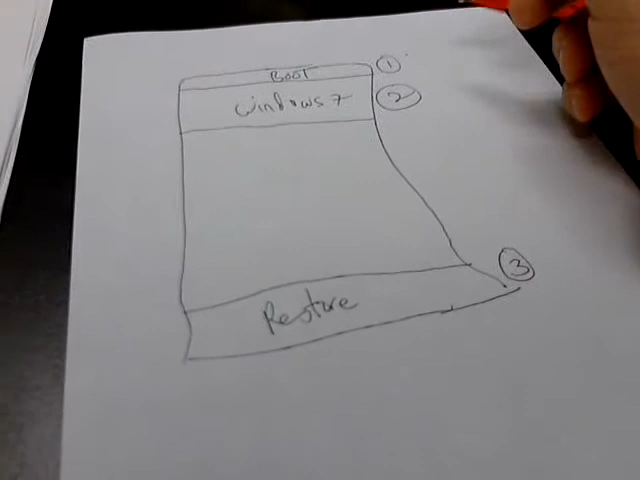 BOOT ①
windows 7 ②
③
Restore